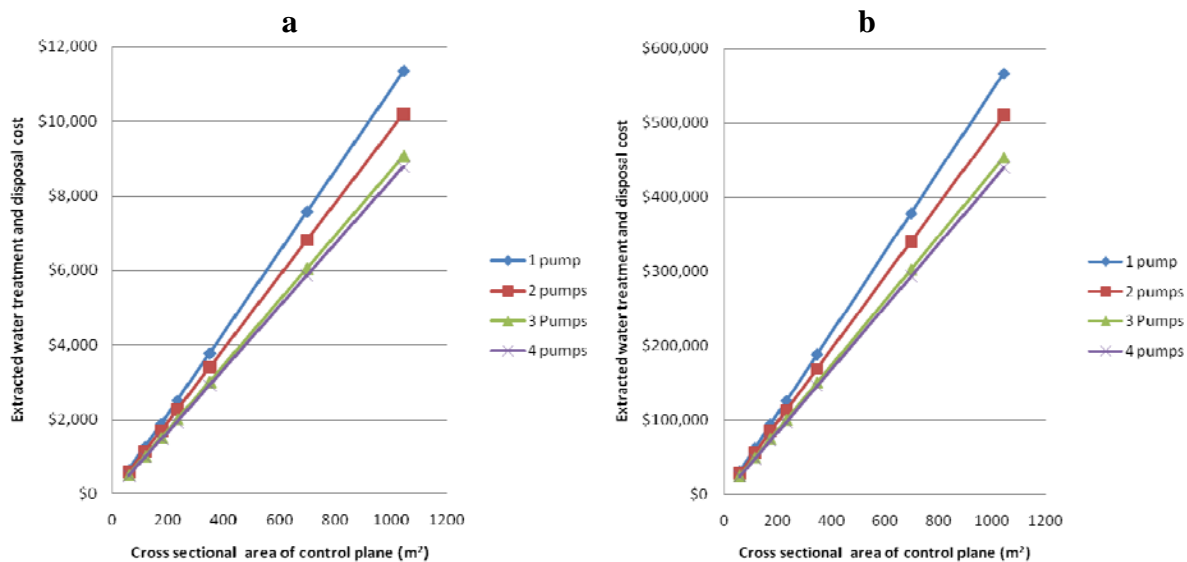 a
Extracted water treatment and disposal cost
$12,000
$10,000
$8,000
$6,000
$4,000
$2,000
$0
0 200 400 600 800 1000 1200
Cross sectional area of control plane (m²)
1 pump
2 pumps
3 Pumps
4 pumps
b
Extracted water treatment and disposal cost
$600,000
$500,000
$400,000
$300,000
$200,000
$100,000
$0
0 200 400 600 800 1000 1200
Cross sectional area of control plane (m²)
1 pump
2 pumps
3 Pumps
4 pumps